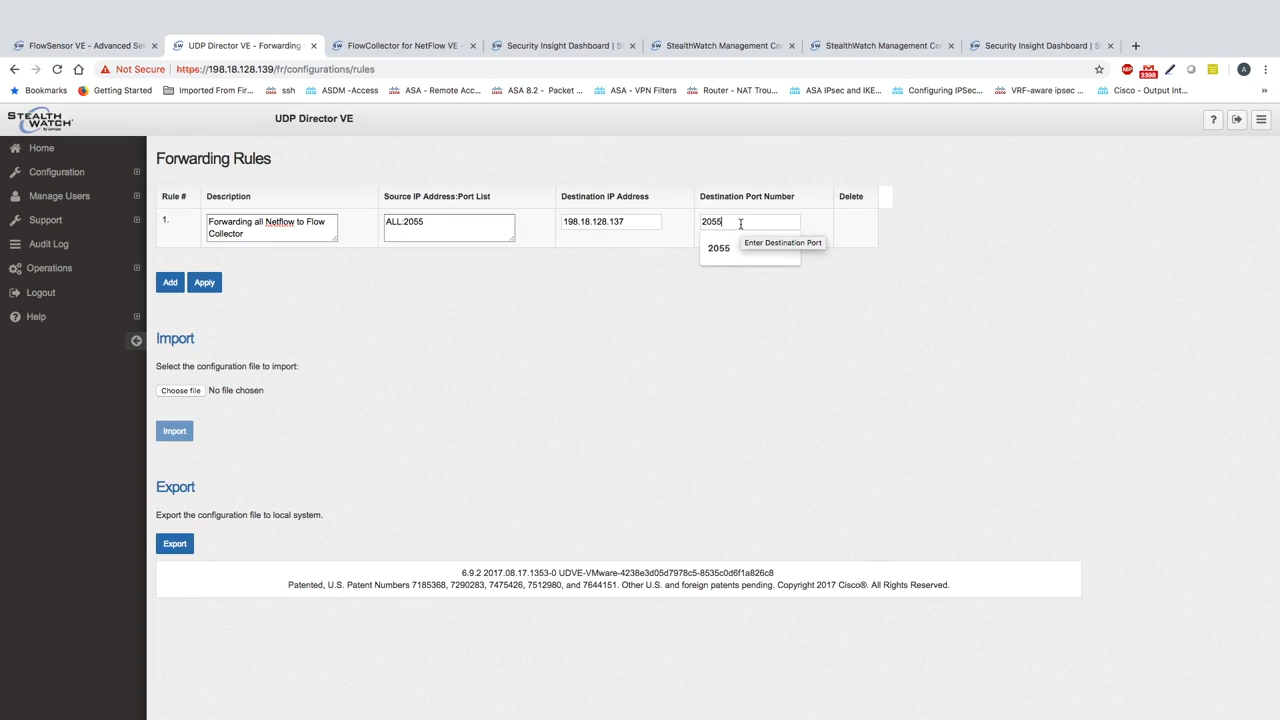 FlowSensor VE - Advanced Set
UDP Director VE - Forwarding
FlowCollector for NetFlow VE -
Security Insight Dashboard | S
StealthWatch Management Co
StealthWatch Management Co
Security Insight Dashboard | S
Not Secure
https://198.18.128.139/fr/configurations/rules
ABP
3398
A
Bookmarks
Getting Started
Imported From Fir...
ssh
ASDM -Access
ASA - Remote Acc...
ASA 8.2 - Packet ...
ASA - VPN Filters
Router - NAT Trou...
ASA IPsec and IKE...
Configuring IPSec...
VRF-aware ipsec ...
Cisco - Output Int...
»
STEALTH
WATCH
By Lancope
UDP Director VE
?
Home
Configuration
Manage Users
Support
Audit Log
Operations
Logout
Help
Forwarding Rules
Rule # Description Source IP Address:Port List Destination IP Address Destination Port Number Delete
1. Forwarding all Netflow to Flow Collector ALL:2055 198.18.128.137 2055
2055
Enter Destination Port
Add Apply
Import
Select the configuration file to import:
Choose file No file chosen
Import
Export
Export the configuration file to local system.
Export
6.9.2 2017.08.17.1353-0 UDVE-VMware-4238e3d05d7978c5-8535c0d6f1a826c8
Patented, U.S. Patent Numbers 7185368, 7290283, 7475426, 7512980, and 7644151. Other U.S. and foreign patents pending. Copyright 2017 Cisco®. All Rights Reserved.